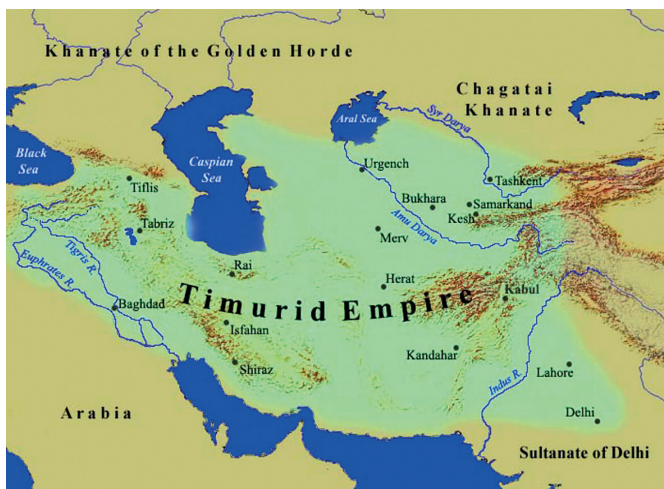 Khanate of the Golden Horde
Chagatai
Khanate
Aral Sea
Syr Darya
Black
Sea
Caspian
Sea
Urgench
Tashkent
Tiflis
Bukhara
Samarkand
Kesh
Tabriz
Merv
Amu Darya
Tigris R.
Euphrates R.
Rai
Herat
Kabul
Timurid Empire
Baghdad
Isfahan
Kandahar
Shiraz
Indus R.
Lahore
Arabia
Delhi
Sultanate of Delhi